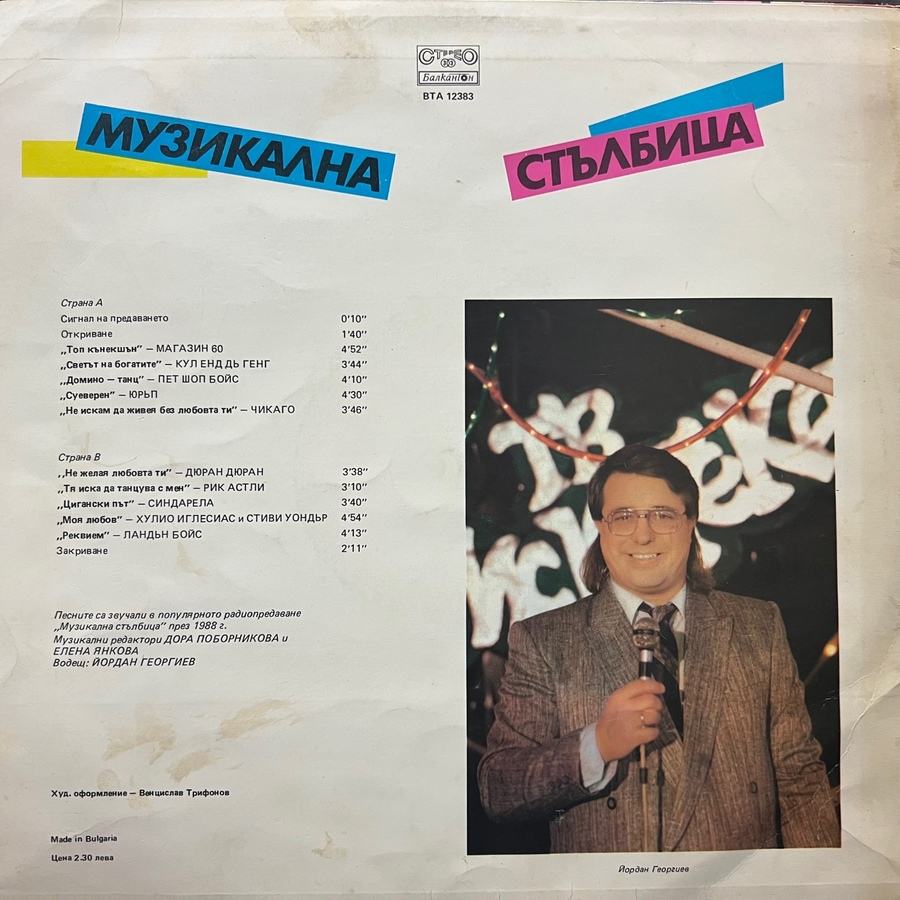 СТЕРЕО
33
Балкантон
ВТА 12383
МУЗИКАЛНА
СТЪЛБИЦА
Страна А
Сигнал на предаването 0'10"
Откриване 1'40"
„Топ кънекшън" — МАГАЗИН 60 4'52"
„Светът на богатите" — КУЛ ЕНД ДЬ ГЕНГ 3'44"
„Домино — танц" — ПЕТ ШОП БОЙС 4'10"
„Суеверен" — ЮРЪП 4'30"
„Не искам да живея без любовта ти" — ЧИКАГО 3'46"
Страна В
„Не желая любовта ти" — ДЮРАН ДЮРАН 3'38"
„Тя иска да танцува с мен" — РИК АСТЛИ 3'10"
„Цигански път" — СИНДАРЕЛА 3'40"
„Моя любов" — ХУЛИО ИГЛЕСИАС и СТИВИ УОНДЪР 4'54"
„Реквием" — ЛАНДЪН БОЙС 4'13"
Закриване 2'11"
Песните са звучали в популярното радиопредаване
„Музикална стълбица" през 1988 г.
Музикални редактори ДОРА ПОБОРНИКОВА и
ЕЛЕНА ЯНКОВА
Водещ: ЙОРДАН ГЕОРГИЕВ
Худ. оформление — Венцислав Трифонов
Made in Bulgaria
Цена 2.30 лева
Йордан Георгиев